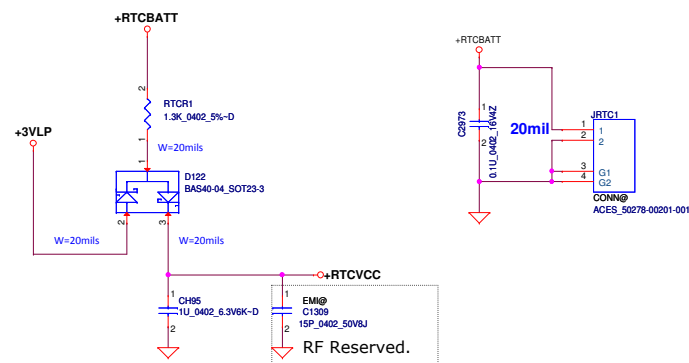 +RTCBATT
2
RTCR1
1.3K_0402_5%~D
1
W=20mils
+3VLP
1
D122
BAS40-04_SOT23-3
2
3
W=20mils
W=20mils
+RTCVCC
1
CH95
1U_0402_6.3V6K~D
2
1
EMI@
C1309
15P_0402_50V8J
2
RF Reserved.
+RTCBATT
C2973
1
2
0.1U_0402_16V4Z
20mil
JRTC1
1
1
2
2
3
G1
4
G2
CONN@
ACES_50278-00201-001